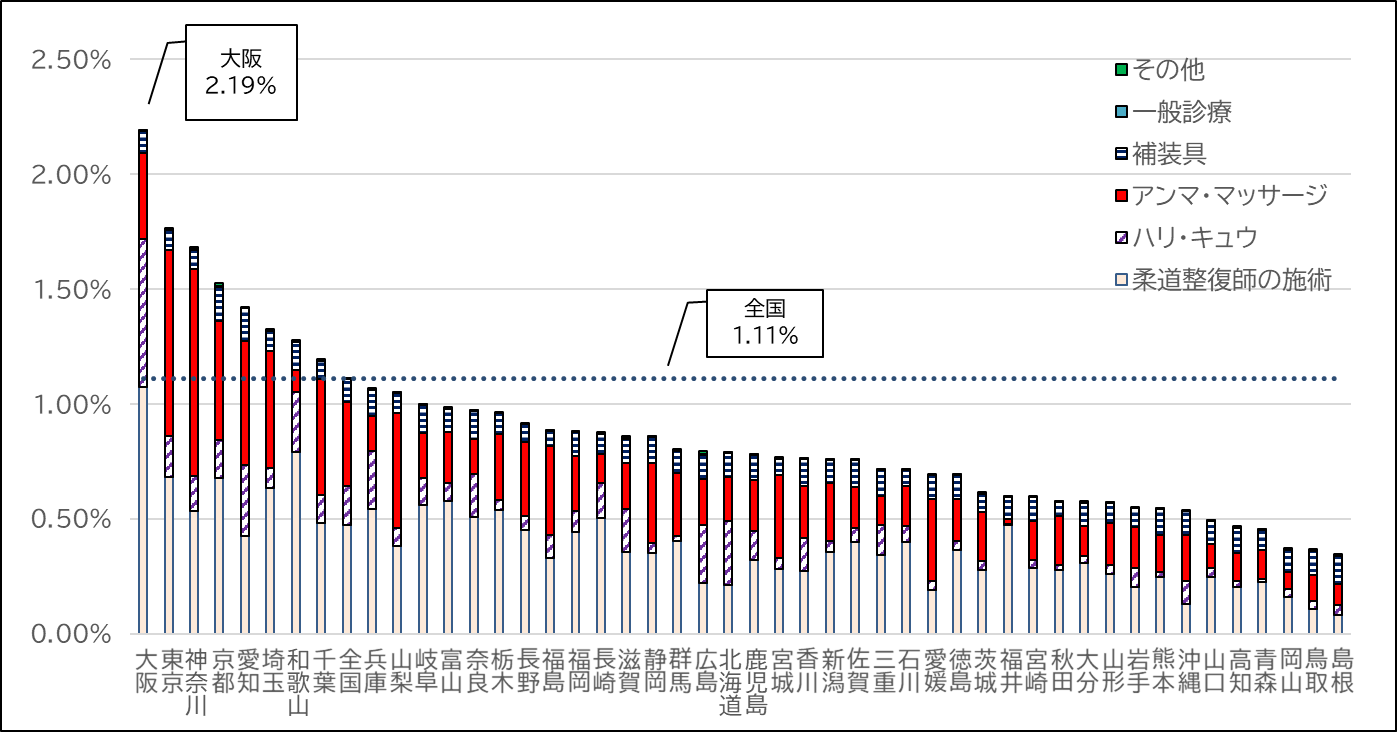 大阪
2.19%
全国
1.11%
2.50%
2.00%
1.50%
1.00%
0.50%
0.00%
その他
一般診療
補装具
アンマ・マッサージ
ハリ・キュウ
柔道整復師の施術
大阪
東京
神奈川
京都
愛知
埼玉
和歌山
千葉
全国
兵庫
山梨
岐阜
富山
奈良
栃木
長野
福島
福岡
長崎
滋賀
静岡
群馬
広島
北海道
鹿児島
宮城
香川
新潟
佐賀
三重
石川
愛媛
徳島
茨城
福井
宮崎
秋田
大分
山形
岩手
熊本
沖縄
山口
高知
青森
岡山
鳥取
島根